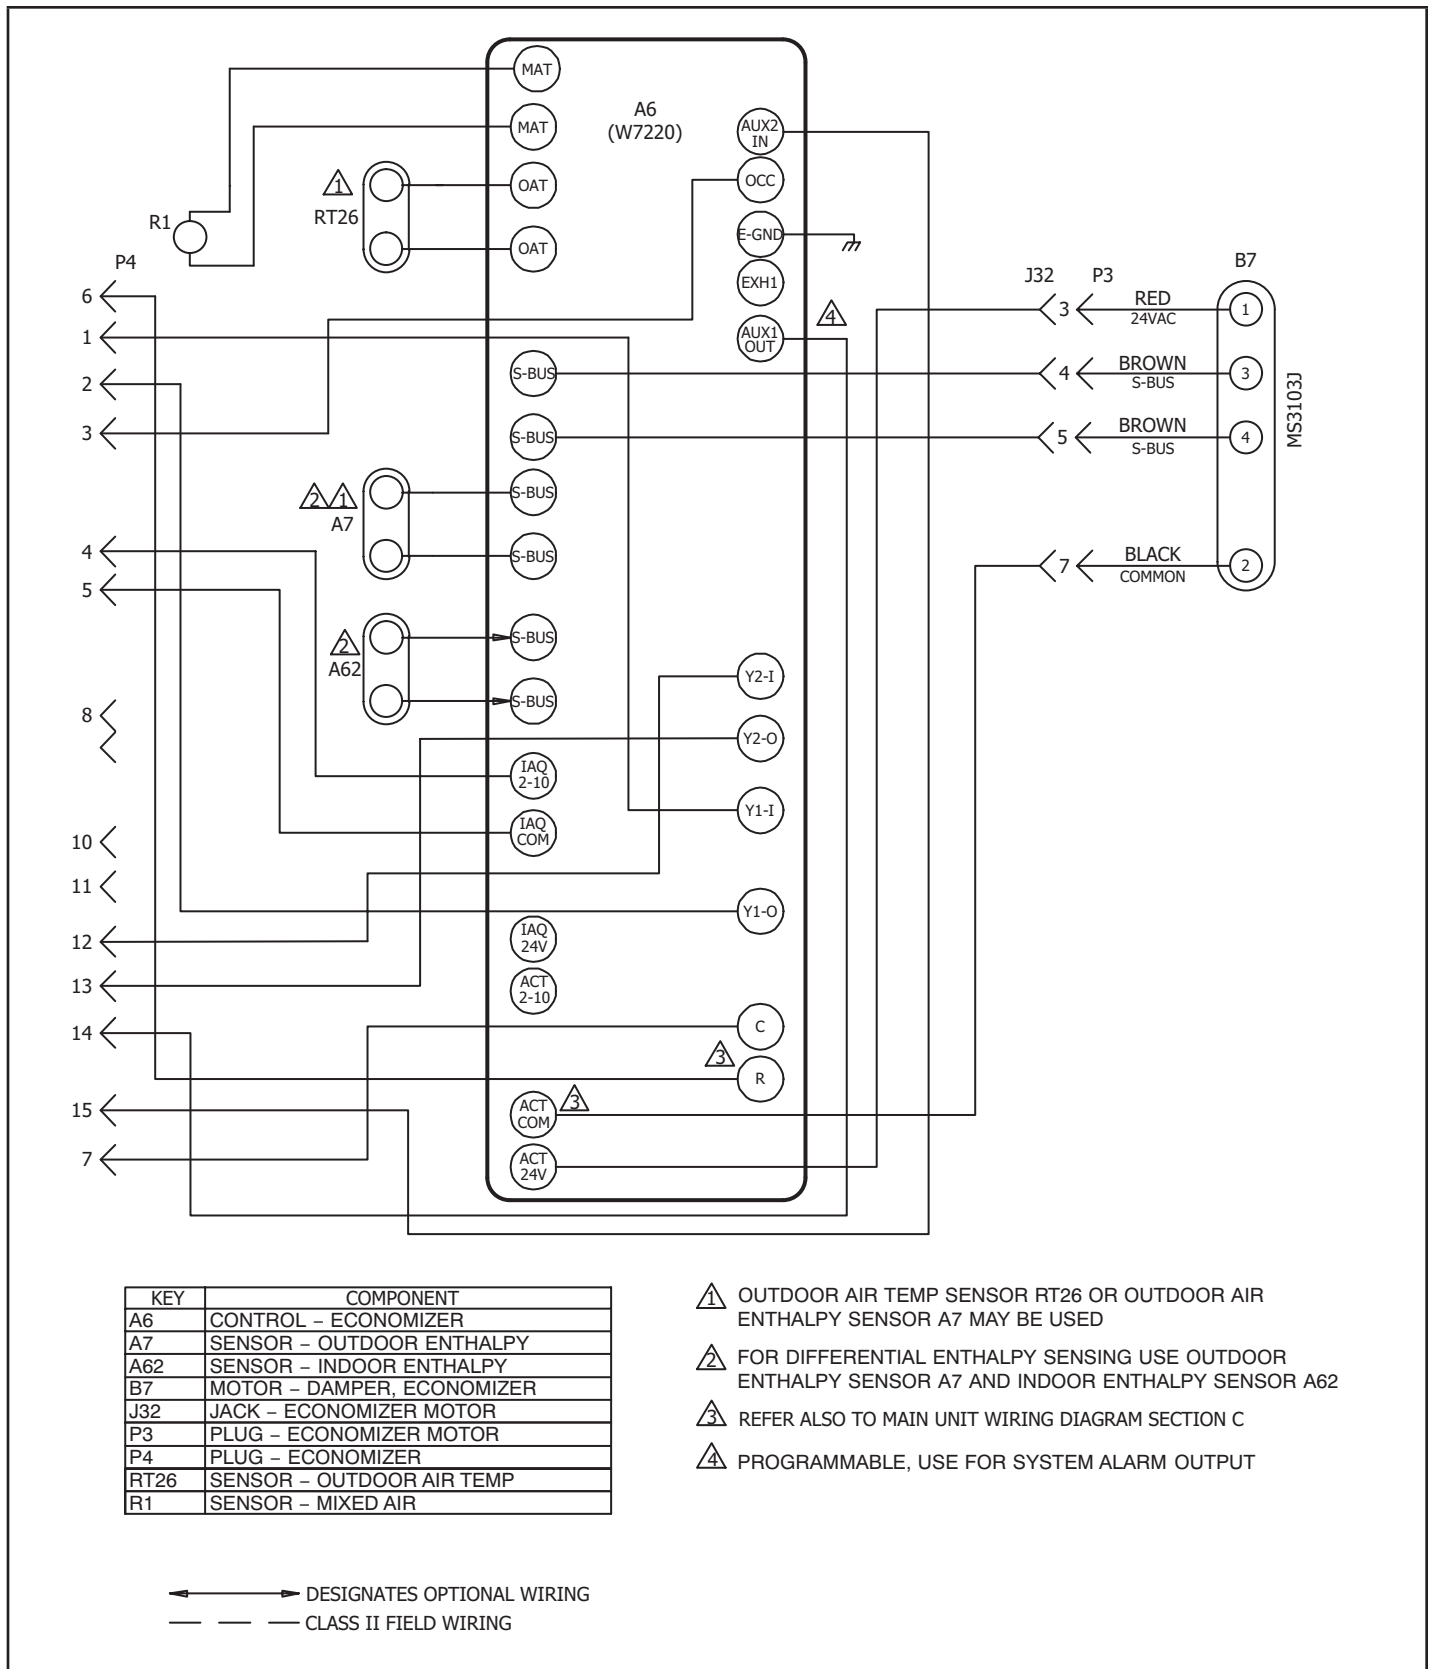 MAT
MAT
OAT
OAT
A6
(W7220)
AUX2
IN
OCC
E-GND
EXH1
AUX1
OUT
4
1
RT26
R1
P4
6
1
2
3
4
5
8
10
11
12
13
14
15
7
S-BUS
S-BUS
S-BUS
S-BUS
S-BUS
S-BUS
2 1
A7
2
A62
IAQ
2-10
IAQ
COM
IAQ
24V
ACT
2-10
ACT
COM
3
ACT
24V
Y2-I
Y2-O
Y1-I
Y1-O
C
3
R
J32 P3 B7
3 RED 1
24VAC
4 BROWN 3
S-BUS
5 BROWN 4
S-BUS
7 BLACK 2
COMMON
MS3103J
KEY COMPONENT
A6 CONTROL – ECONOMIZER
A7 SENSOR – OUTDOOR ENTHALPY
A62 SENSOR – INDOOR ENTHALPY
B7 MOTOR – DAMPER, ECONOMIZER
J32 JACK – ECONOMIZER MOTOR
P3 PLUG – ECONOMIZER MOTOR
P4 PLUG – ECONOMIZER
RT26 SENSOR – OUTDOOR AIR TEMP
R1 SENSOR – MIXED AIR
1 OUTDOOR AIR TEMP SENSOR RT26 OR OUTDOOR AIR
ENTHALPY SENSOR A7 MAY BE USED
2 FOR DIFFERENTIAL ENTHALPY SENSING USE OUTDOOR
ENTHALPY SENSOR A7 AND INDOOR ENTHALPY SENSOR A62
3 REFER ALSO TO MAIN UNIT WIRING DIAGRAM SECTION C
4 PROGRAMMABLE, USE FOR SYSTEM ALARM OUTPUT
DESIGNATES OPTIONAL WIRING
CLASS II FIELD WIRING